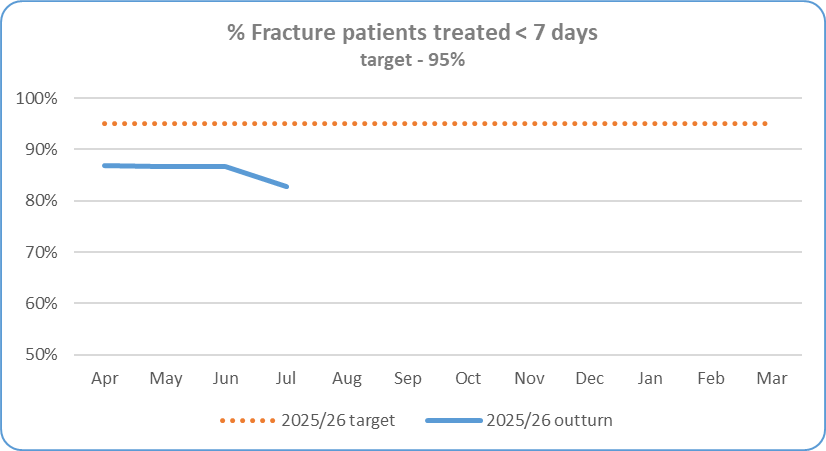 % Fracture patients treated < 7 days
target - 95%
100%
90%
80%
70%
60%
50%
Apr May Jun Jul Aug Sep Oct Nov Dec Jan Feb Mar
2025/26 target 2025/26 outturn